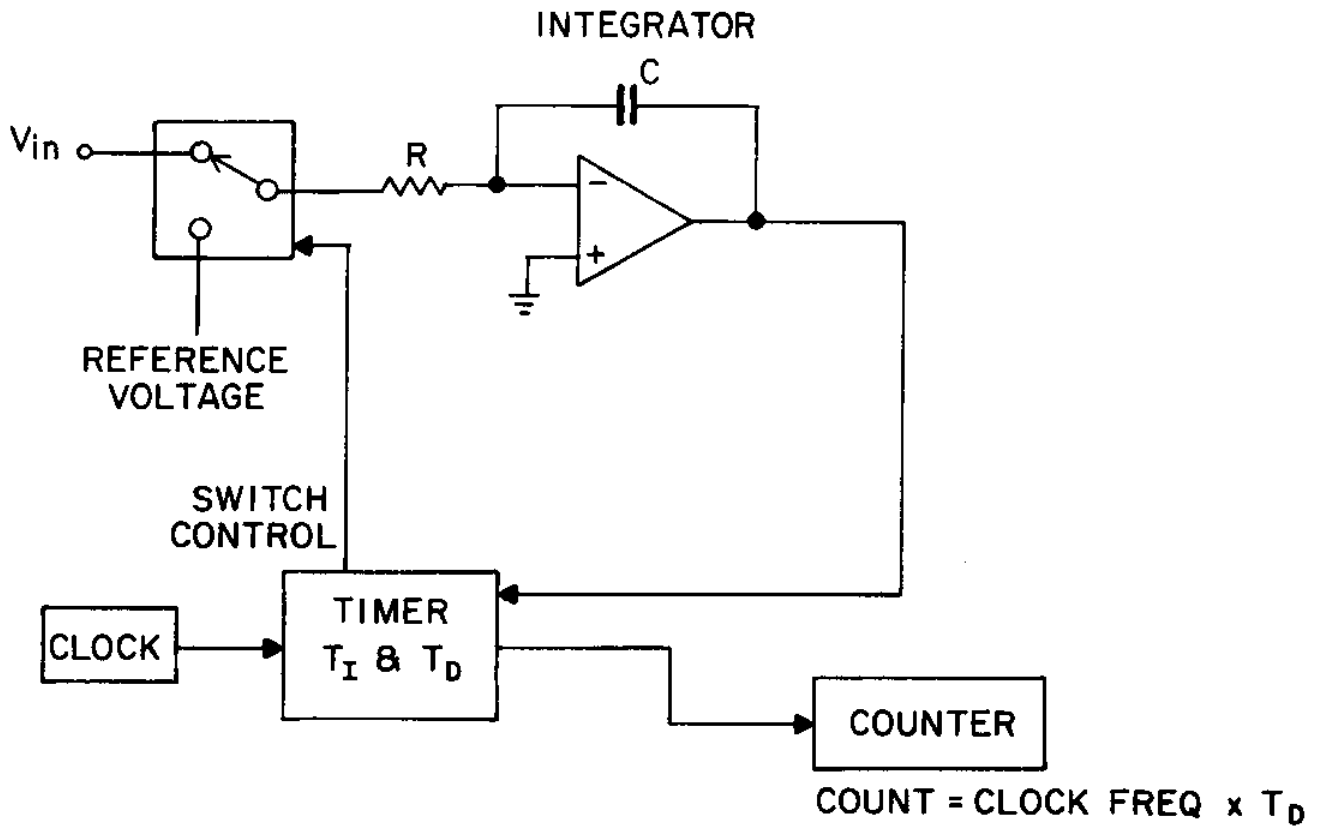 INTEGRATOR
C
Vin
R
−
+
REFERENCE
VOLTAGE
SWITCH
CONTROL
TIMER
TI & TD
CLOCK
COUNTER
COUNT = CLOCK FREQ x TD